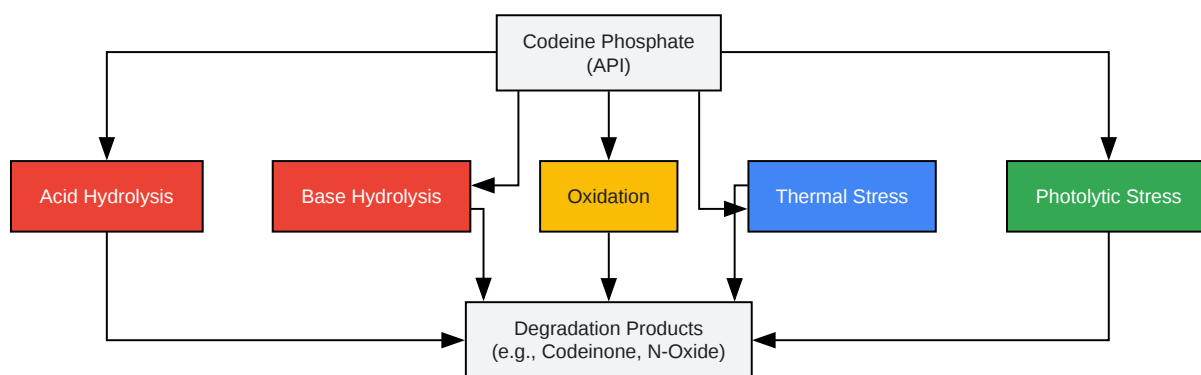 Codeine Phosphate
(API)
Acid Hydrolysis
Base Hydrolysis
Oxidation
Thermal Stress
Photolytic Stress
Degradation Products
(e.g., Codeinone, N-Oxide)